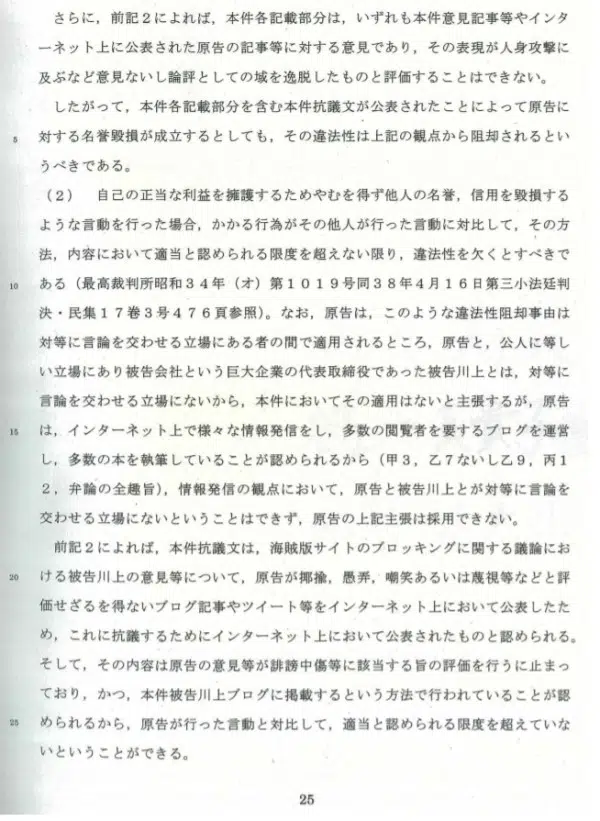 さらに，前記２によれば，本件各記載部分は，いずれも本件意見記事等やインタ
ーネット上に公表された原告の記事等に対する意見であり，その表現が人身攻撃に
及ぶなど意見ないし論評としての域を逸脱したものと評価することはできない。
したがって，本件各記載部分を含む本件抗議文が公表されたことによって原告に
5 対する名誉毀損が成立するとしても，その違法性は上記の観点から阻却されるとい
うべきである。
（２） 自己の正当な利益を擁護するためやむを得ず他人の名誉，信用を毀損する
ような言動を行った場合，かかる行為がその他人が行った言動に対比して，その方
法，内容において適当と認められる限度を超えない限り，違法性を欠くとすべきで
10 ある（最高裁判所昭和３４年（オ）第１０１９号同３８年４月１６日第三小法廷判
決・民集１７巻３号４７６頁参照）。なお，原告は，このような違法性阻却事由は
対等に言論を交わせる立場にある者の間で適用されるところ，原告と，公人に等し
い立場にあり被告会社という巨大企業の代表取締役であった被告川上とは，対等に
言論を交わせる立場にないから，本件においてその適用はないと主張するが，原告
15 は，インターネット上で様々な情報発信をし，多数の閲覧者を要するブログを運営
し，多数の本を執筆していることが認められるから（甲３，乙７ないし乙９，丙１
２，弁論の全趣旨），情報発信の観点において，原告と被告川上とが対等に言論を
交わせる立場にないということはできず，原告の上記主張は採用できない。
前記２によれば，本件抗議文は，海賊版サイトのブロッキングに関する議論にお
20 ける被告川上の意見等について，原告が揶揄，愚弄，嘲笑あるいは蔑視等などと評
価せざるを得ないブログ記事やツイート等をインターネット上において公表したた
め，これに抗議するためにインターネット上において公表されたものと認められる。
そして，その内容は原告の意見等が誹謗中傷等に該当する旨の評価を行うに止まっ
ており，かつ，本件被告川上ブログに掲載するという方法で行われていることが認
25 められるから，原告が行った言動と対比して，適当と認められる限度を超えていな
いということができる。
25